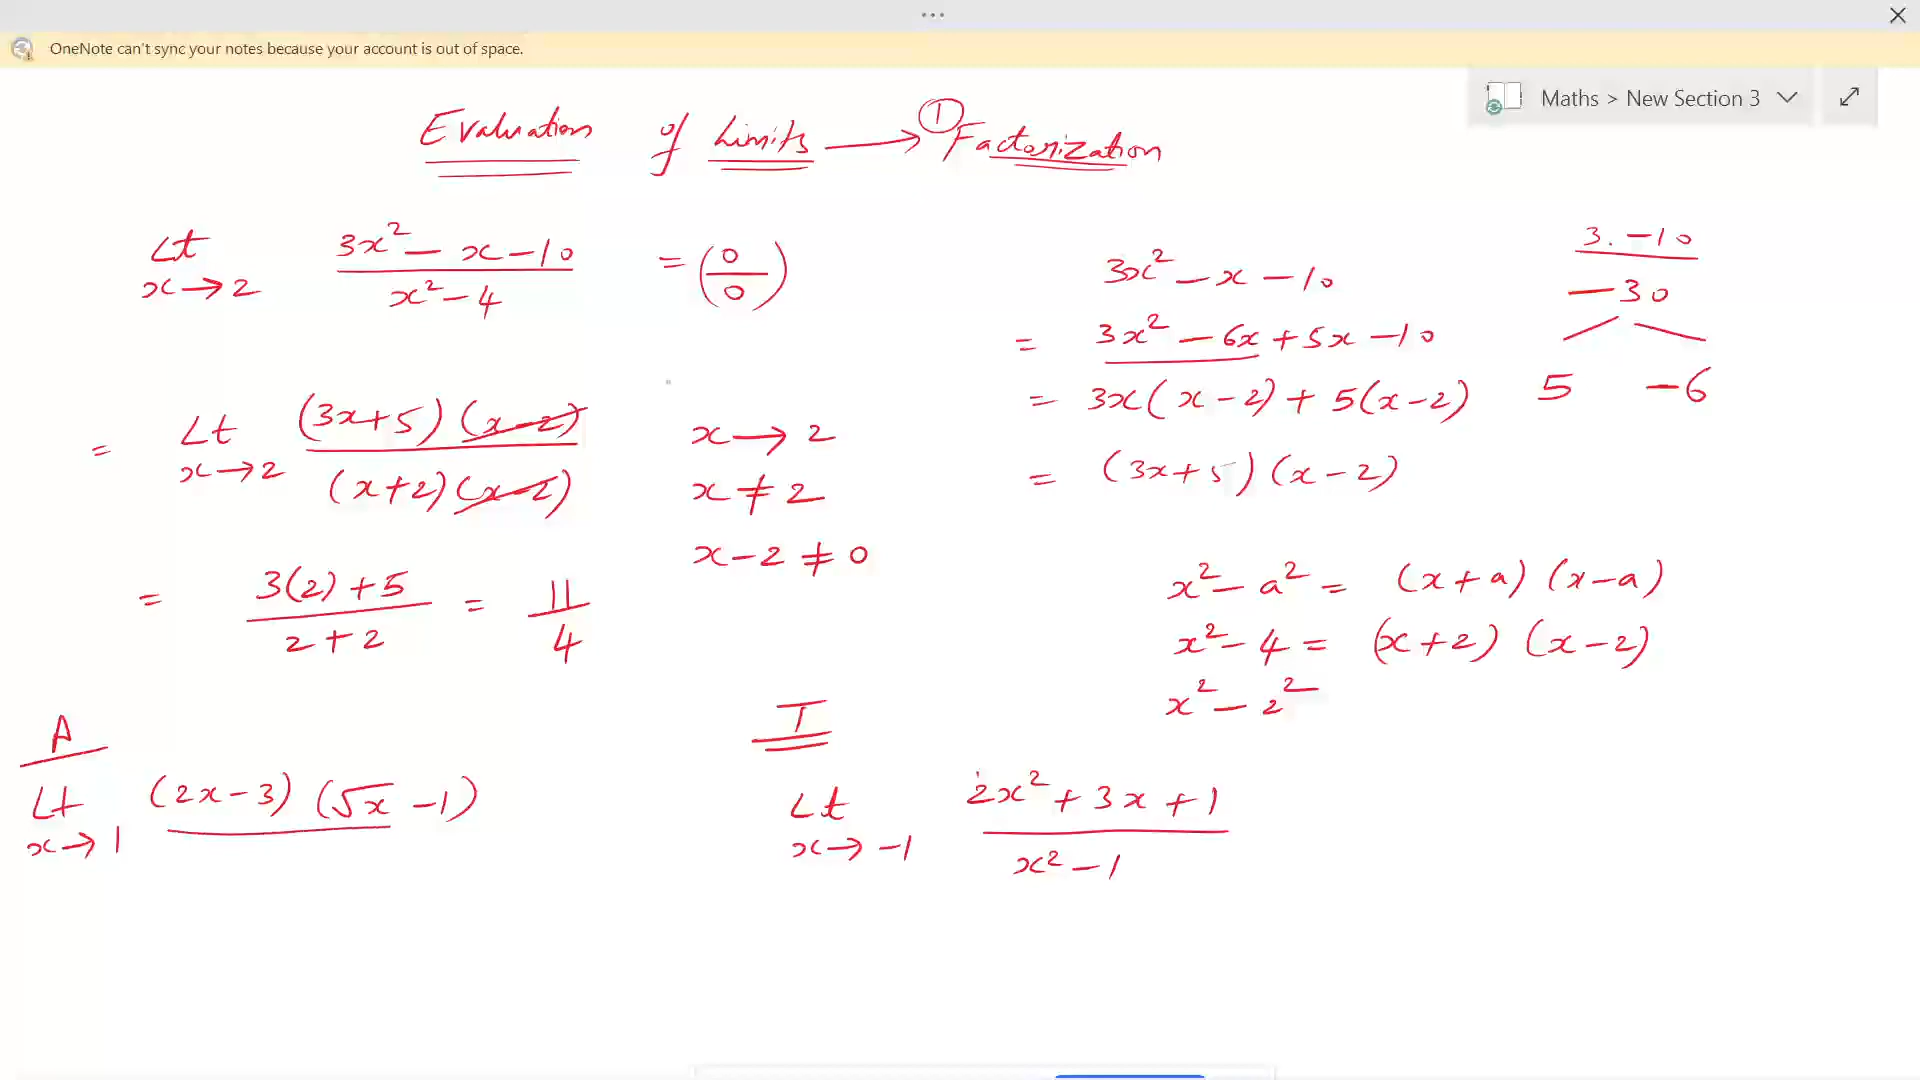 OneNote can't sync your notes because your account is out of space.
Maths > New Section 3
Evaluation of Limits → ① Factorization
Lt x→2 (3x² − x − 10)/(x² − 4) = (0/0)
= Lt x→2 (3x+5)(x−2)/(x+2)(x−2)
= (3(2)+5)/(2+2) = 11/4
x → 2
x ≠ 2
x − 2 ≠ 0
3x² − x − 10
= 3x² − 6x + 5x − 10
= 3x(x − 2) + 5(x − 2)
= (3x+5)(x − 2)
3. −10
−30
5 −6
x² − a² = (x+a)(x−a)
x² − 4 = (x+2)(x−2)
x² − 2²
A
Lt x→1 (2x−3)(√x −1)
T
Lt x→ −1 (2x² + 3x + 1)/(x² − 1)